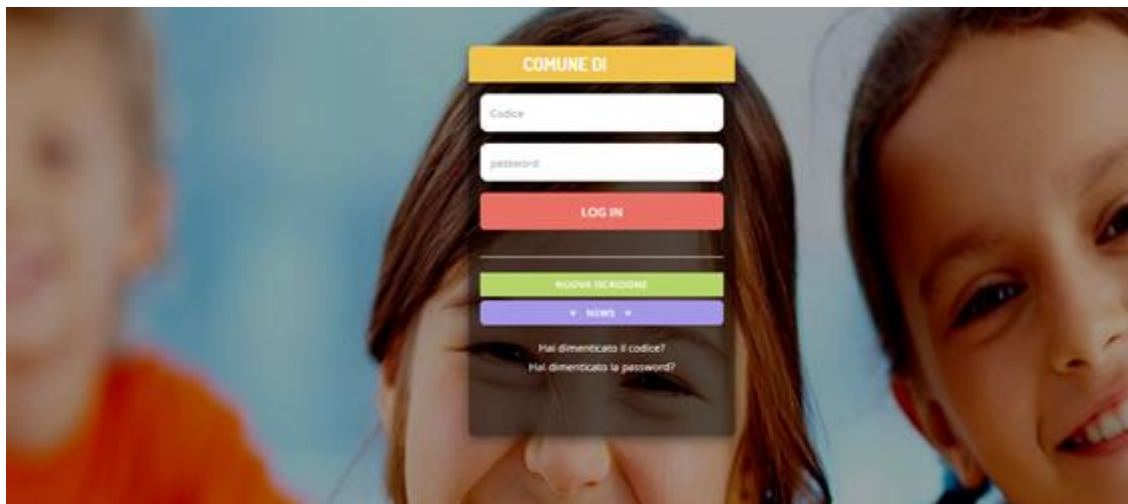 COMUNE DI
Codice
password
LOG IN
NUOVA ISCRIZIONE
NEWS
Hai dimenticato il codice?
Hai dimenticato la password?